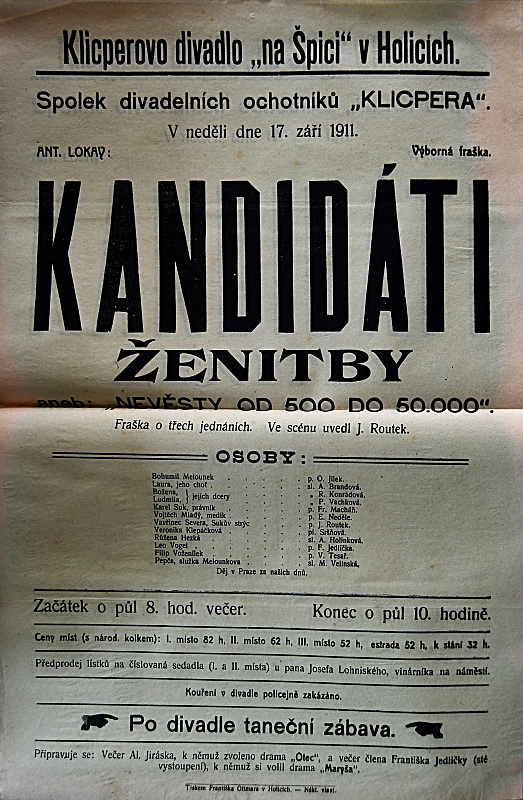 Klicperovo divadlo „na Špici“ v Holicích.
Spolek divadelních ochotníků „KLICPERA“.
V neděli dne 17. září 1911.
ANT. LOKAY: Výborná fraška.
KANDIDÁTI
ŽENITBY
aneb: „NEVĚSTY OD 500 DO 50.000“.
Fraška o třech jednáních. Ve scénu uvedl J. Routek.
OSOBY:
Bohumil Melounek . . . . . . p. O. Jílek.
Laura, jeho choť . . . . . . sl. A. Brandová.
Božena, } jejich dcery . . . . „ R. Konrádová.
Ludmila, . . . . „ P. Vachková.
Karel Suk, právník . . . . . . p. Fr. Macháň.
Vojtěch Mladý, medik . . . . . . p. E. Neděle.
Vavřinec Severa, Sukův strýc . . . . p. J. Routek.
Veronika Klepáčková . . . . . . pí. Sršňová.
Růžena Hezká . . . . . . sl. A. Holinková.
Leo Vogel . . . . . . p. F. Jedlička.
Filip Voženílek . . . . . . p. V. Tesař.
Pepča, služka Melounkova . . . . sl. M. Velinská.
Děj v Praze za našich dnů.
Začátek o půl 8. hod. večer. Konec o půl 10. hodině.
Ceny míst (s národ. kolkem): I. místo 82 h, II. místo 62 h, III. místo 52 h, estrada 52 h, k stání 32 h.
Předprodej lístků na číslovaná sedadla (I. a II. místa) u pana Josefa Lohniského, vinárníka na náměstí.
Kouření v divadle policejně zakázáno.
Po divadle taneční zábava.
Připravuje se: Večer Al. Jiráska, k němuž zvoleno drama „Otec“, a večer člena Františka Jedličky (sté
vystoupení), k němuž si volil drama „Maryša“.
Tiskem Františka Ottmara v Holicích. — Nákl. vlast.